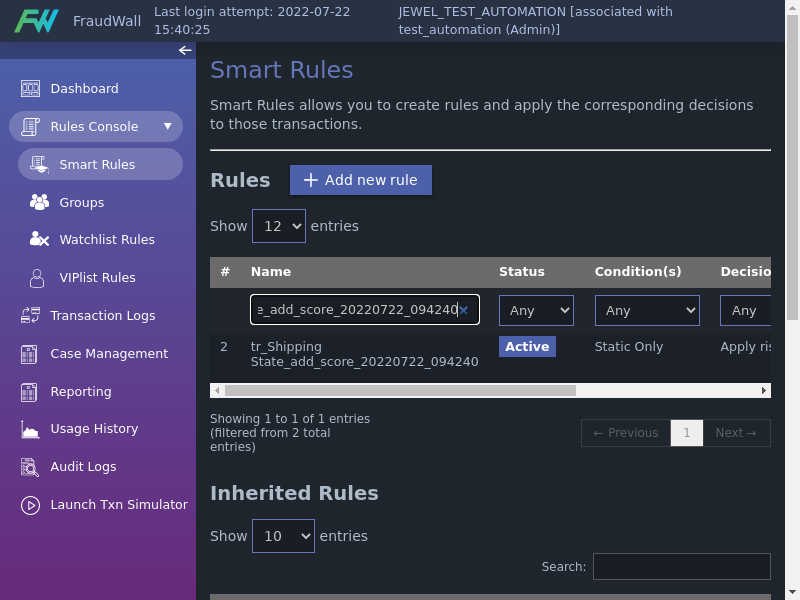 FraudWall
Last login attempt: 2022-07-22
15:40:25
JEWEL_TEST_AUTOMATION [associated with
test_automation (Admin)]
Dashboard
Rules Console
Smart Rules
Groups
Watchlist Rules
VIPlist Rules
Transaction Logs
Case Management
Reporting
Usage History
Audit Logs
Launch Txn Simulator
Smart Rules
Smart Rules allows you to create rules and apply the corresponding decisions
to those transactions.
Rules
+ Add new rule
Show 12 entries
# Name Status Condition(s) Decisio
e_add_score_20220722_094240 × Any Any Any
2 tr_Shipping
State_add_score_20220722_094240 Active Static Only Apply ris
Showing 1 to 1 of 1 entries
(filtered from 2 total
entries)
← Previous 1 Next →
Inherited Rules
Show 10 entries
Search: